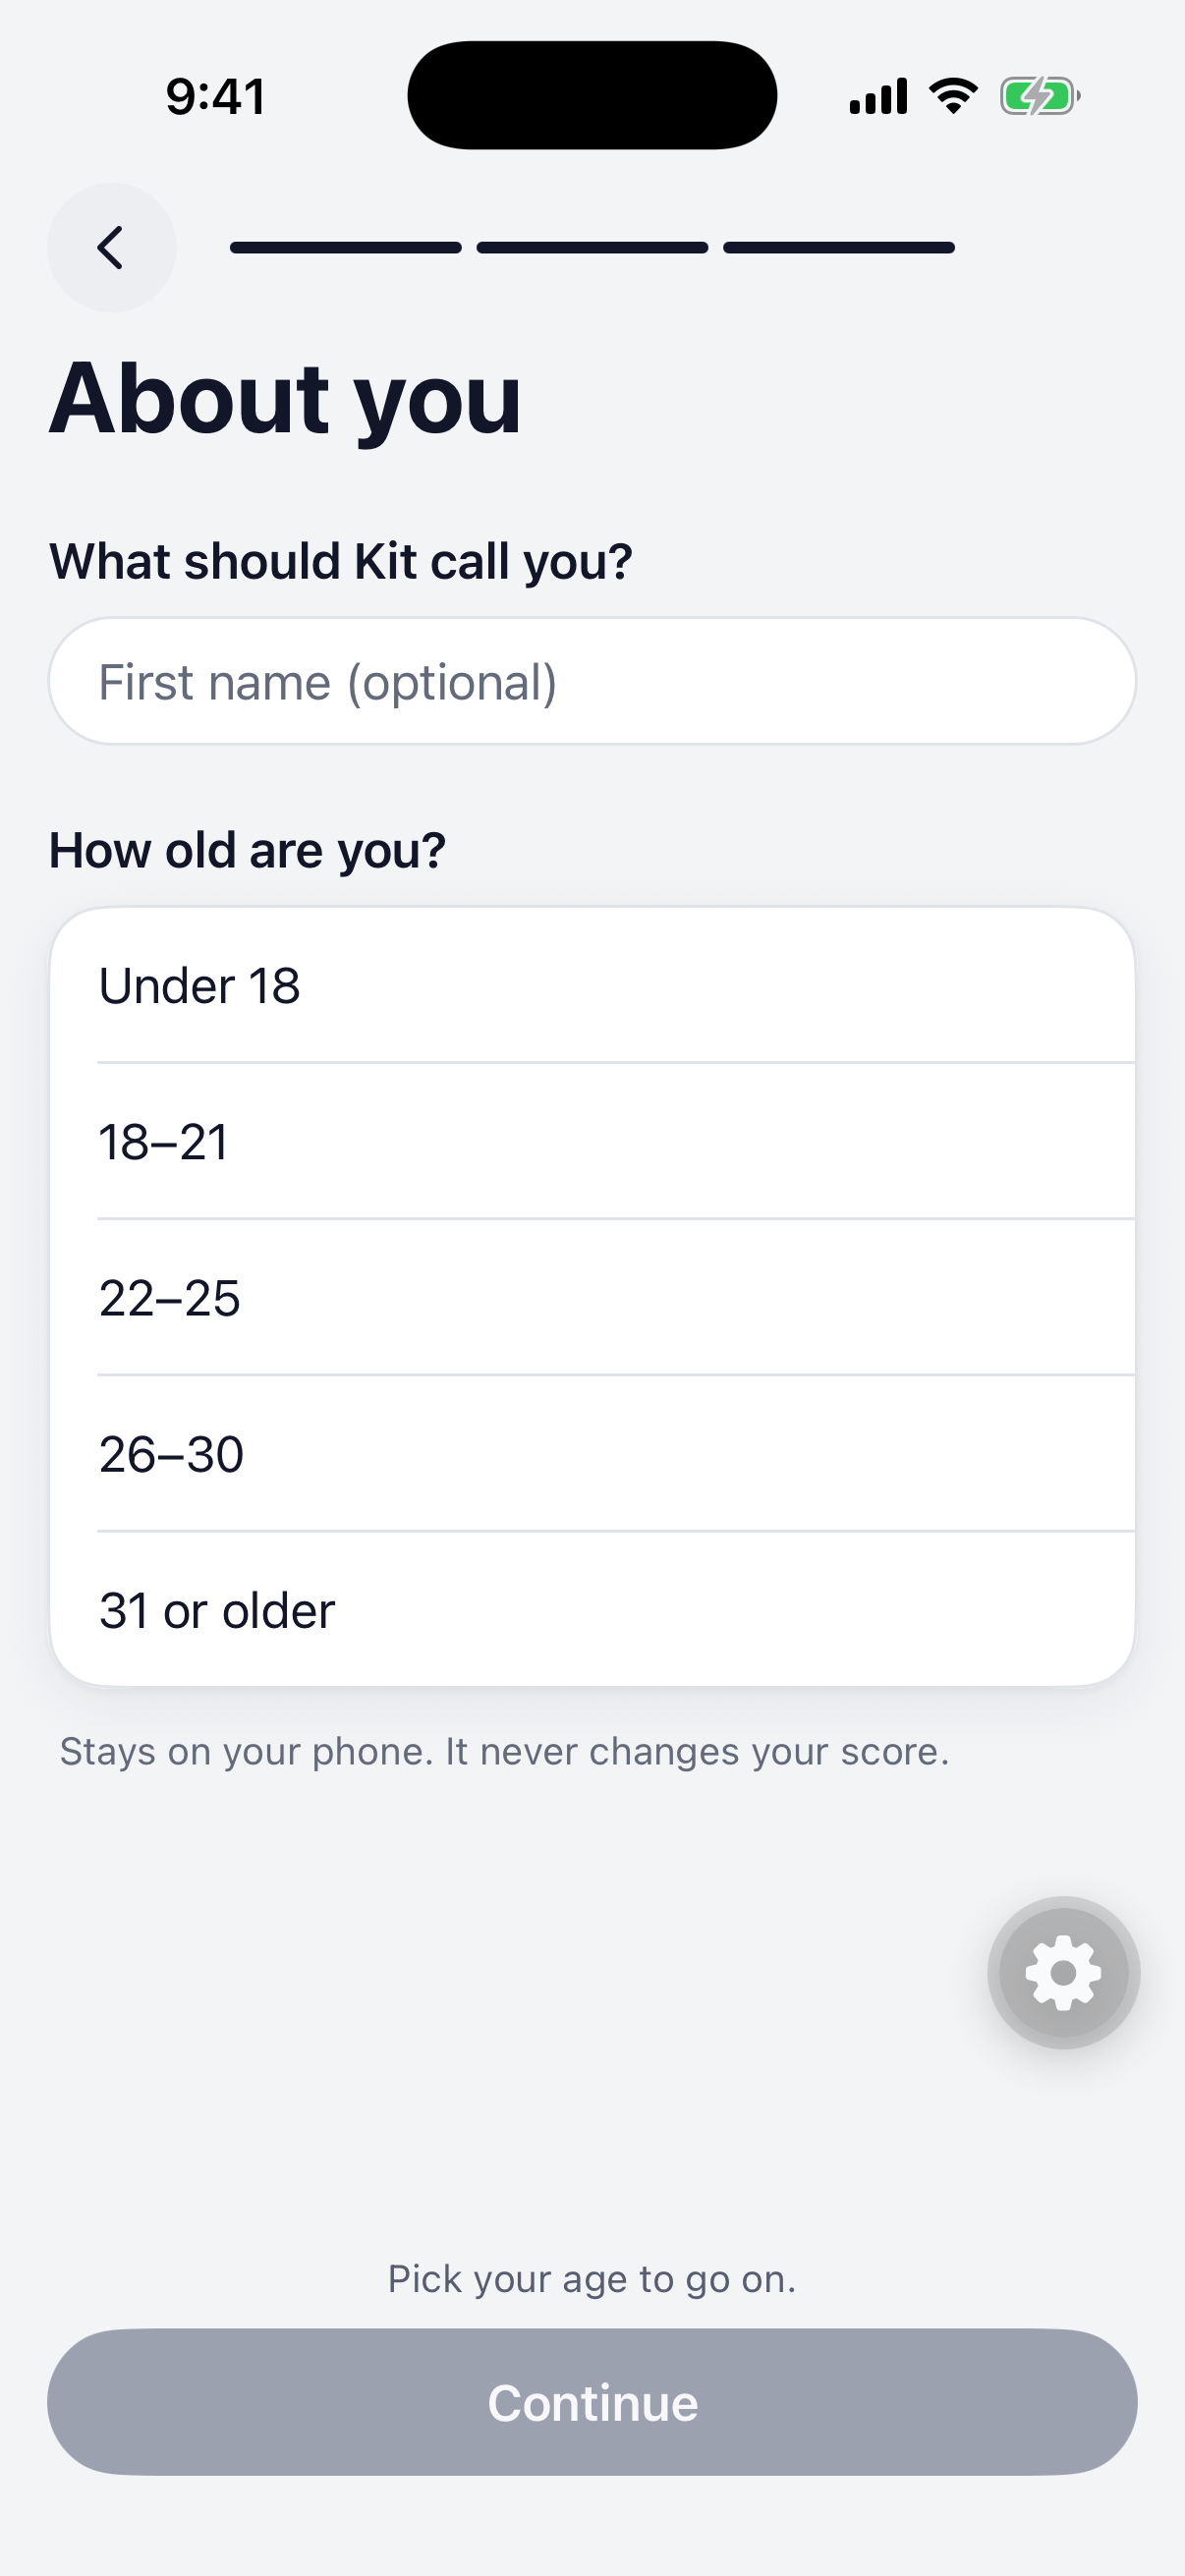 9:41
About you
What should Kit call you?
First name (optional)
How old are you?
Under 18
18–21
22–25
26–30
31 or older
Stays on your phone. It never changes your score.
Pick your age to go on.
Continue